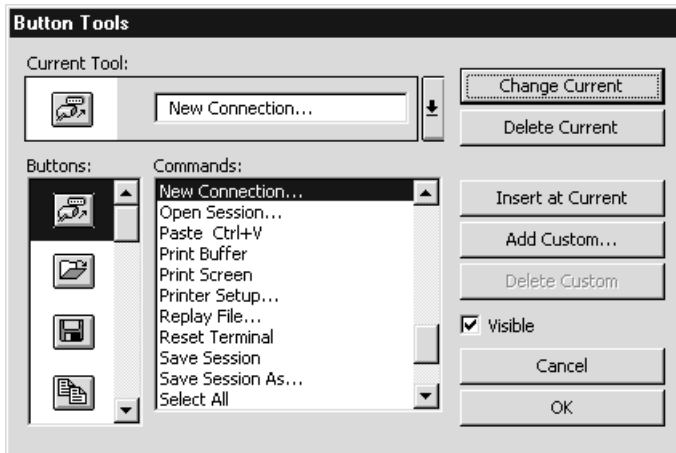 Button Tools
Current Tool:
New Connection...
Change Current
Delete Current
Buttons:
Commands:
New Connection...
Open Session...
Paste  Ctrl+V
Print Buffer
Print Screen
Printer Setup...
Replay File...
Reset Terminal
Save Session
Save Session As...
Select All
Insert at Current
Add Custom...
Delete Custom
Visible
Cancel
OK